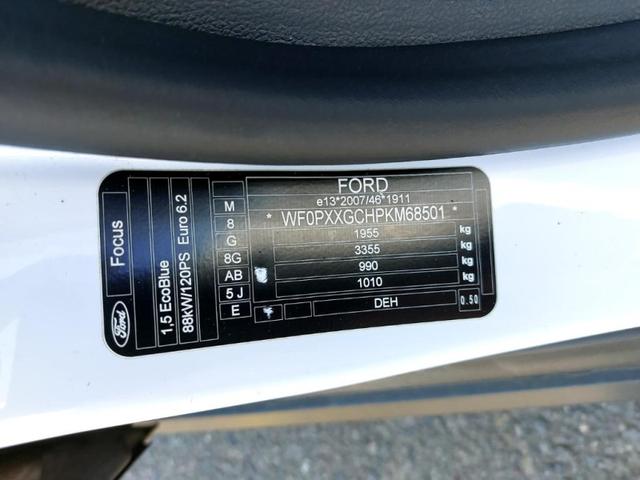 Ford
Focus
1,5 EcoBlue
88kW/120PS Euro 6.2
M
8
G
8G
AB
5 J
E
FORD
e13*2007/46*1911
* WF0PXXGCHPKM68501 *
1955 kg
3355 kg
990 kg
1010 kg
DEH 0.50